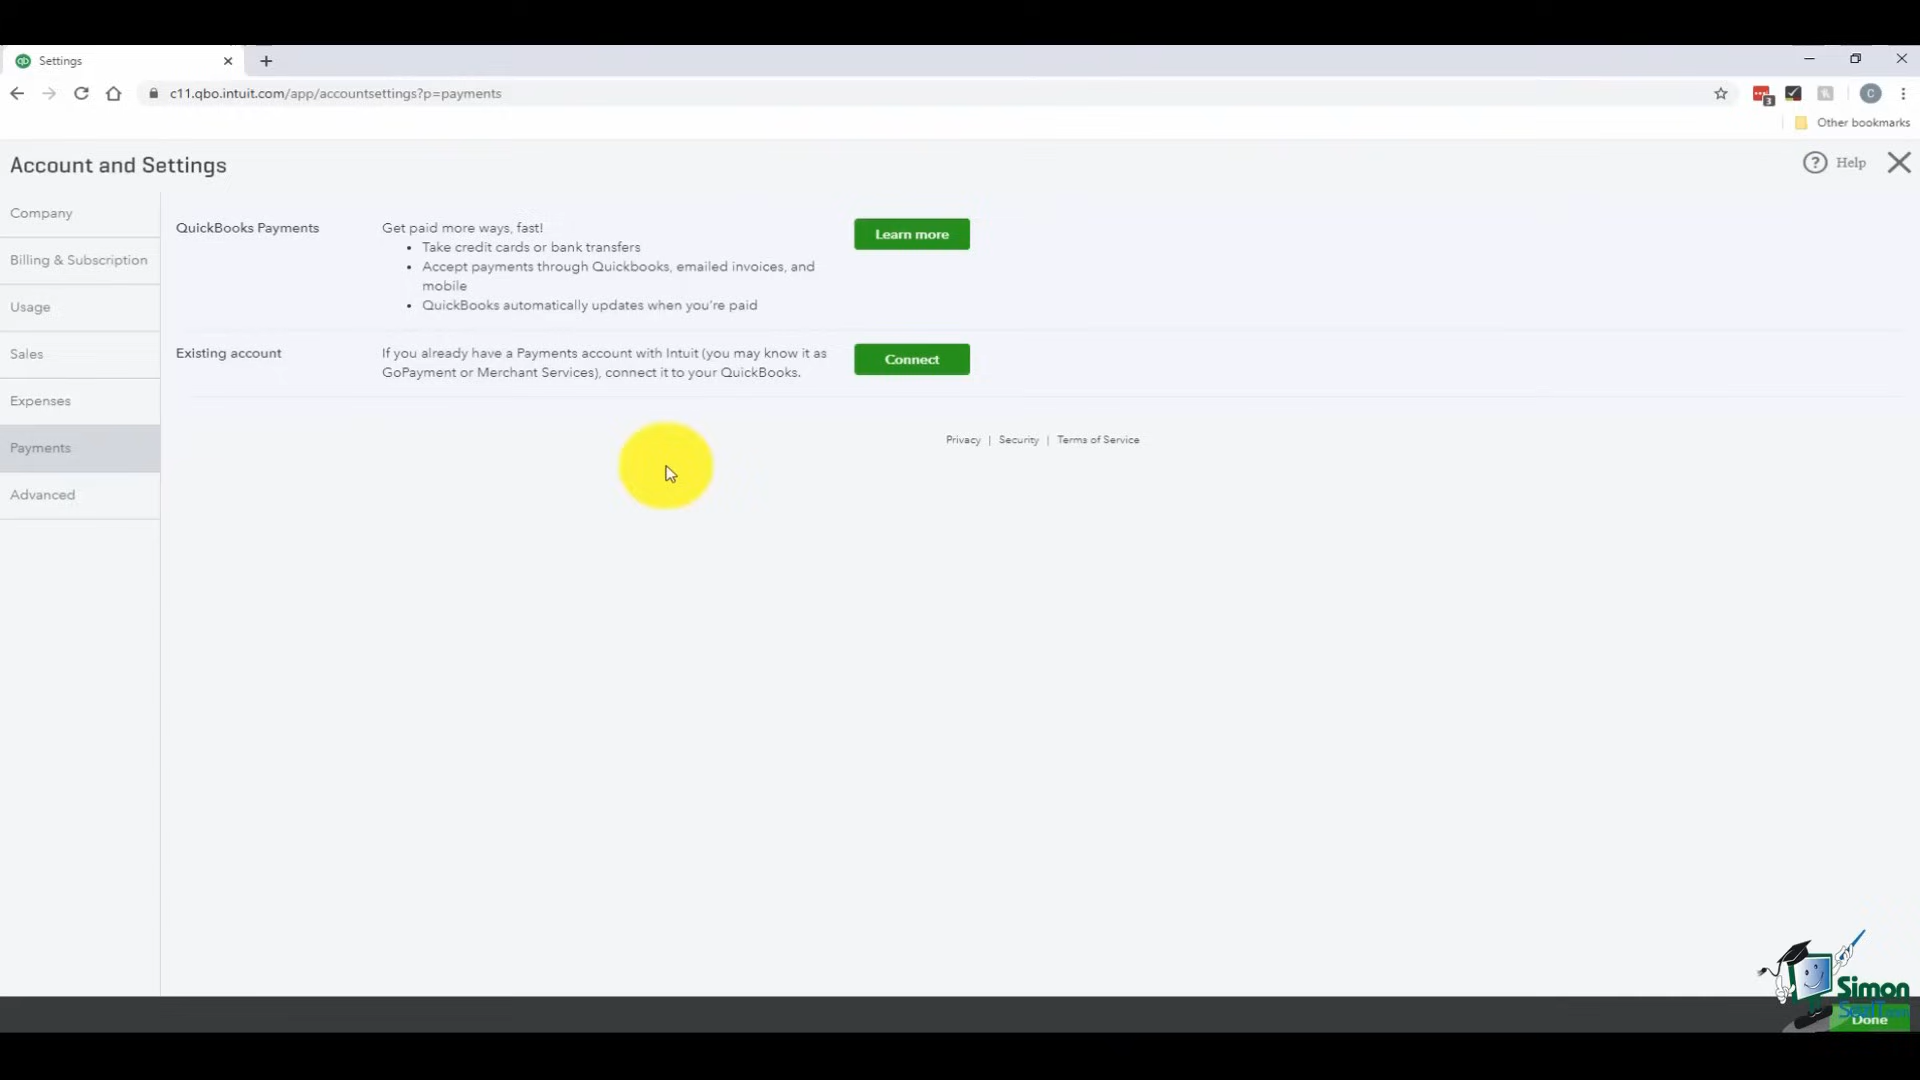 Settings
c11.qbo.intuit.com/app/accountsettings?p=payments
C
3
Other bookmarks
Account and Settings
Help
Company
Billing & Subscription
Usage
Sales
Expenses
Payments
Advanced
QuickBooks Payments
Get paid more ways, fast!
Take credit cards or bank transfers
Accept payments through Quickbooks, emailed invoices, and
mobile
QuickBooks automatically updates when you're paid
Learn more
Existing account
If you already have a Payments account with Intuit (you may know it as
GoPayment or Merchant Services), connect it to your QuickBooks.
Connect
Privacy | Security | Terms of Service
Simon
Done